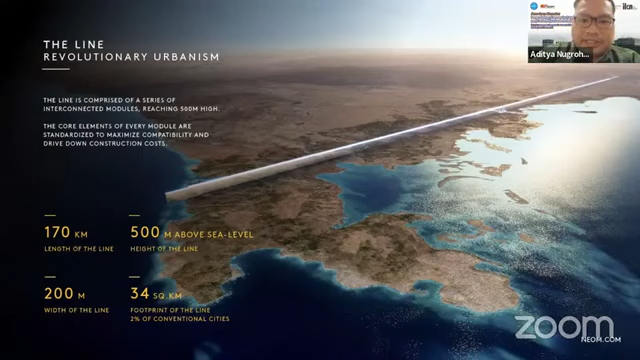 THE LINE
REVOLUTIONARY URBANISM
THE LINE IS COMPRISED OF A SERIES OF
INTERCONNECTED MODULES, REACHING 500M HIGH.
THE CORE ELEMENTS OF EVERY MODULE ARE
STANDARDIZED TO MAXIMIZE COMPATIBILITY AND
DRIVE DOWN CONSTRUCTION COSTS.
170 KM
LENGTH OF THE LINE
500 M ABOVE SEA-LEVEL
HEIGHT OF THE LINE
200 M
WIDTH OF THE LINE
34 SQ.KM
FOOTPRINT OF THE LINE
2% OF CONVENTIONAL CITIES
Aditya Nugroh...
zoom
NEOM.COM